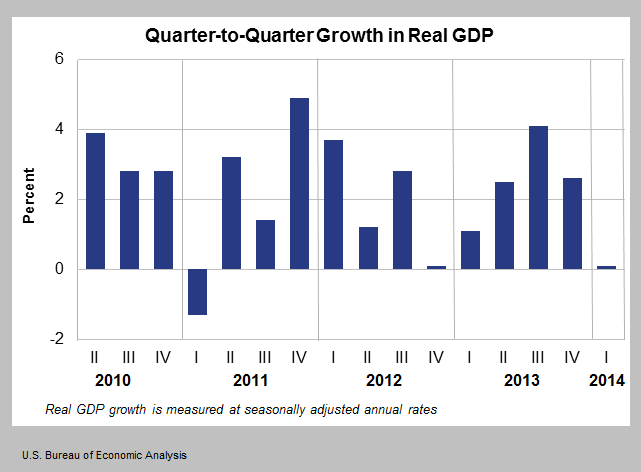 Quarter-to-Quarter Growth in Real GDP
6
4
2
0
-2
Percent
II III IV I II III IV I II III IV I II III IV I
2010 2011 2012 2013 2014
Real GDP growth is measured at seasonally adjusted annual rates
U.S. Bureau of Economic Analysis